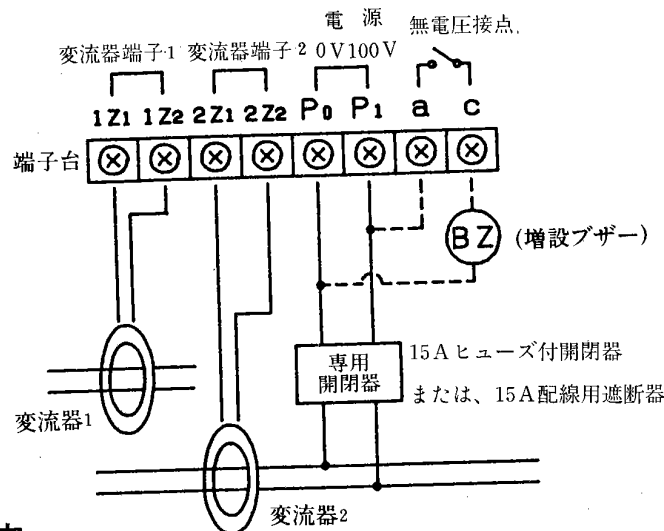 電源 無電圧接点
変流器端子1 変流器端子2 0V100V
1Z1 1Z2 2Z1 2Z2 P0 P1 a c
端子台
BZ (増設ブザー)
専用
開閉器
15Aヒューズ付開閉器
または、15A配線用遮断器
変流器1
変流器2